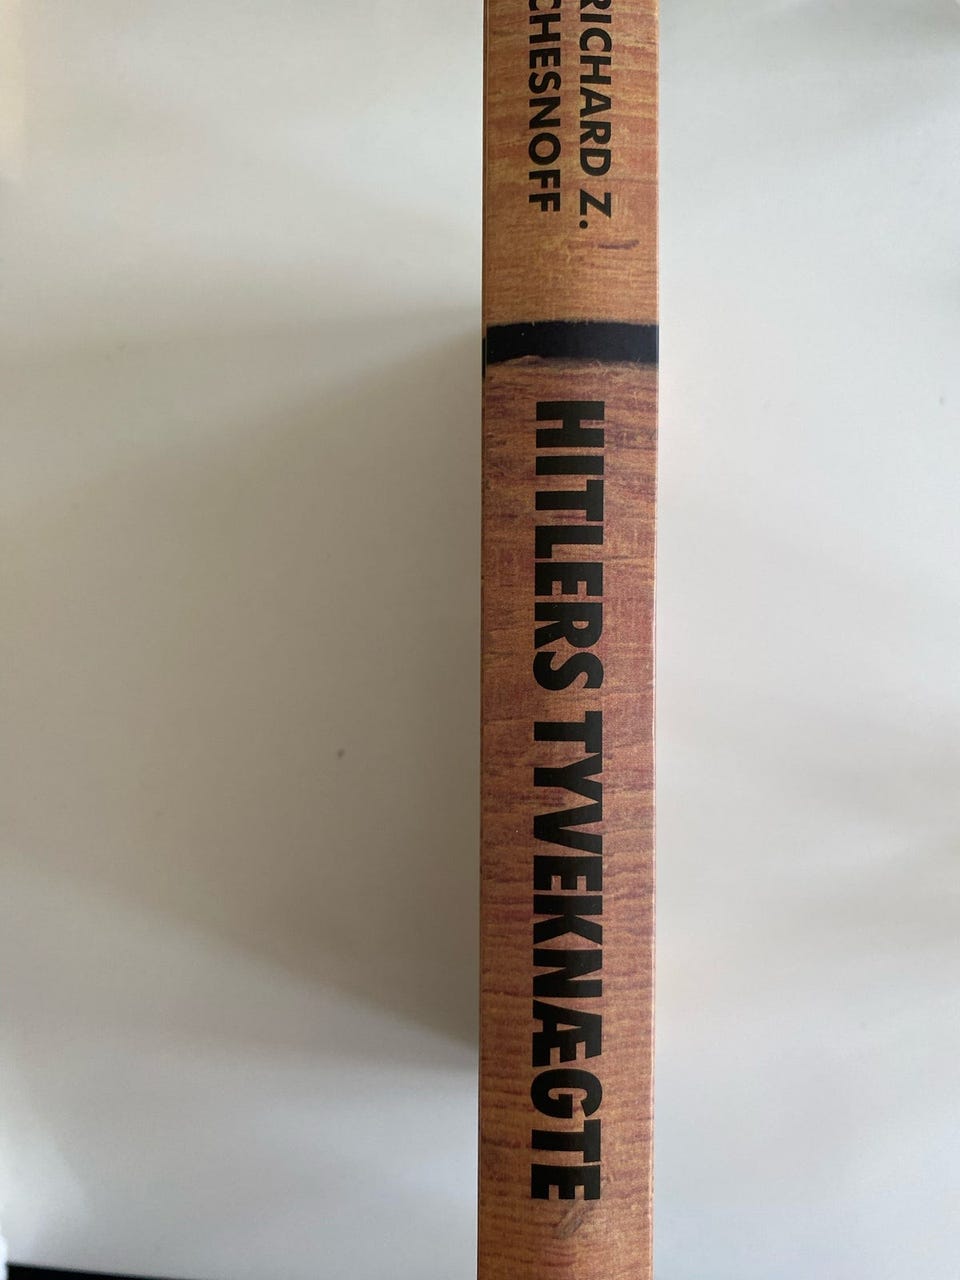 RICHARD Z.
CHESNOFF
HITLERS TYVEKNÆGTE